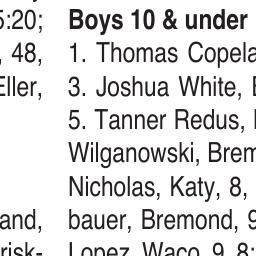 5:20;
, 48,
Eller,
and,
risk-
Boys 10 & under
1. Thomas Copela
3. Joshua White,
5. Tanner Redus,
Wilganowski, Brem
Nicholas, Katy, 8,
bauer, Bremond, 9
Lopez, Waco, 9, 8: